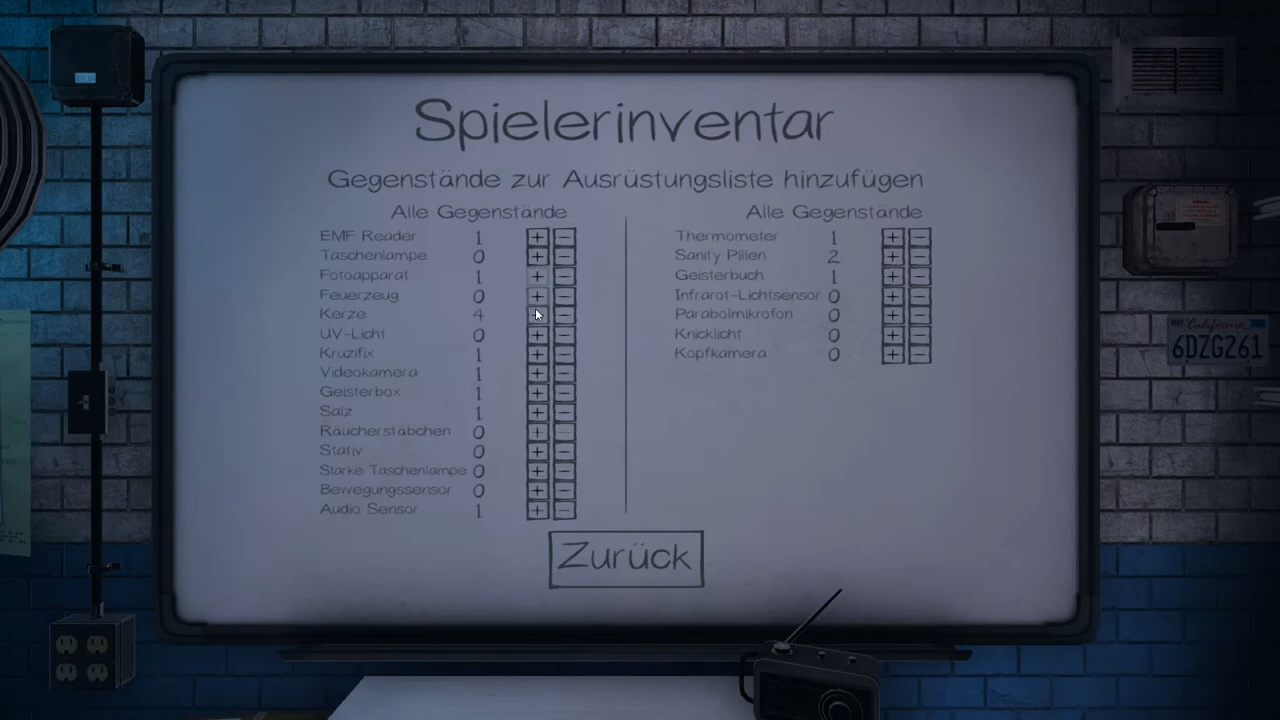 Spielerinventar
Gegenstände zur Ausrüstungsliste hinzufügen
Alle Gegenstände
EMF Reader 1 + −
Taschenlampe 0 + −
Fotoapparat 1 + −
Feuerzeug 0 + −
Kerze 4 + −
UV-Licht 0 + −
Kruzifix 1 + −
Videokamera 1 + −
Geisterbox 1 + −
Salz 1 + −
Räucherstäbchen 0 + −
Stativ 0 + −
Starke Taschenlampe 0 + −
Bewegungssensor 0 + −
Audio Sensor 1 + −
Alle Gegenstände
Thermometer 1 + −
Sanity Pillen 2 + −
Geisterbuch 1 + −
Infrarot-Lichtsensor 0 + −
Parabolmikrofon 0 + −
Knicklicht 0 + −
Kopfkamera 0 + −
Zurück
California
6DZG261